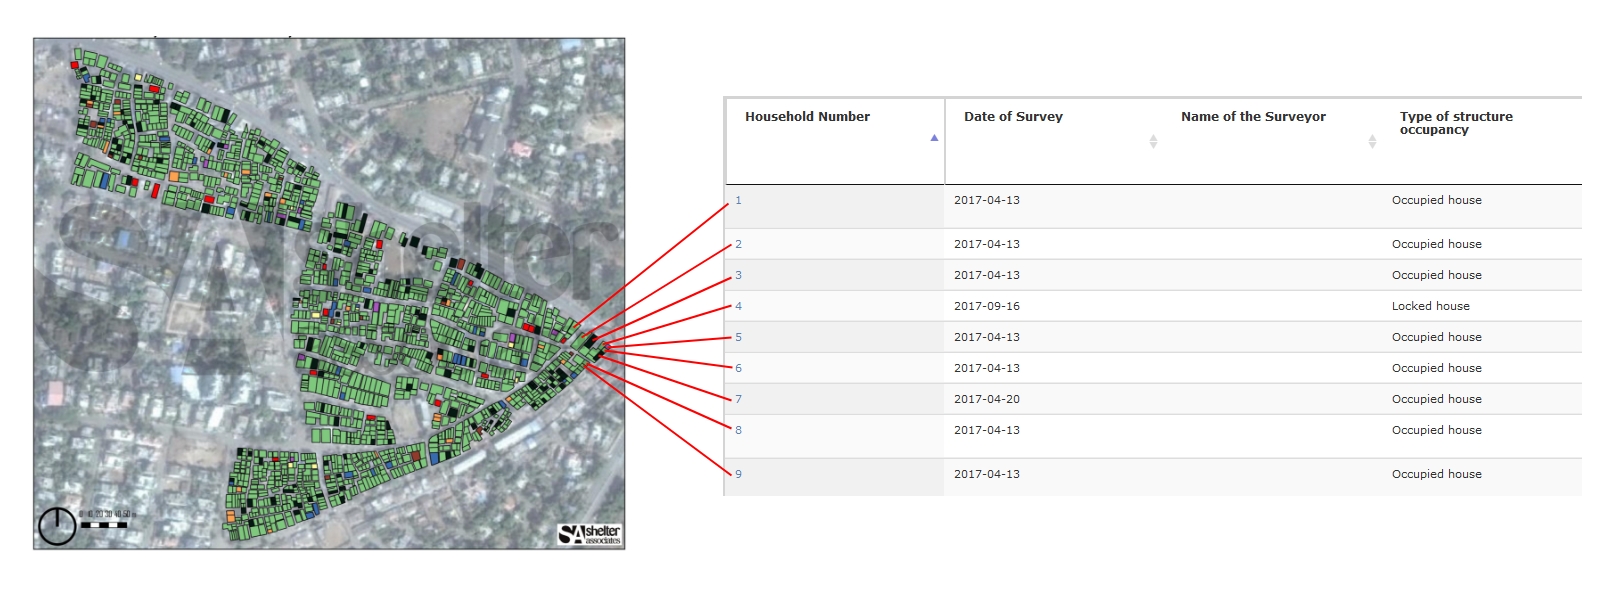 SAshelter
0 10 20 30 40 50 m
SAshelter
associates
Household Number
Date of Survey
Name of the Surveyor
Type of structure
occupancy
1 2017-04-13 Occupied house
2 2017-04-13 Occupied house
3 2017-04-13 Occupied house
4 2017-09-16 Locked house
5 2017-04-13 Occupied house
6 2017-04-13 Occupied house
7 2017-04-20 Occupied house
8 2017-04-13 Occupied house
9 2017-04-13 Occupied house